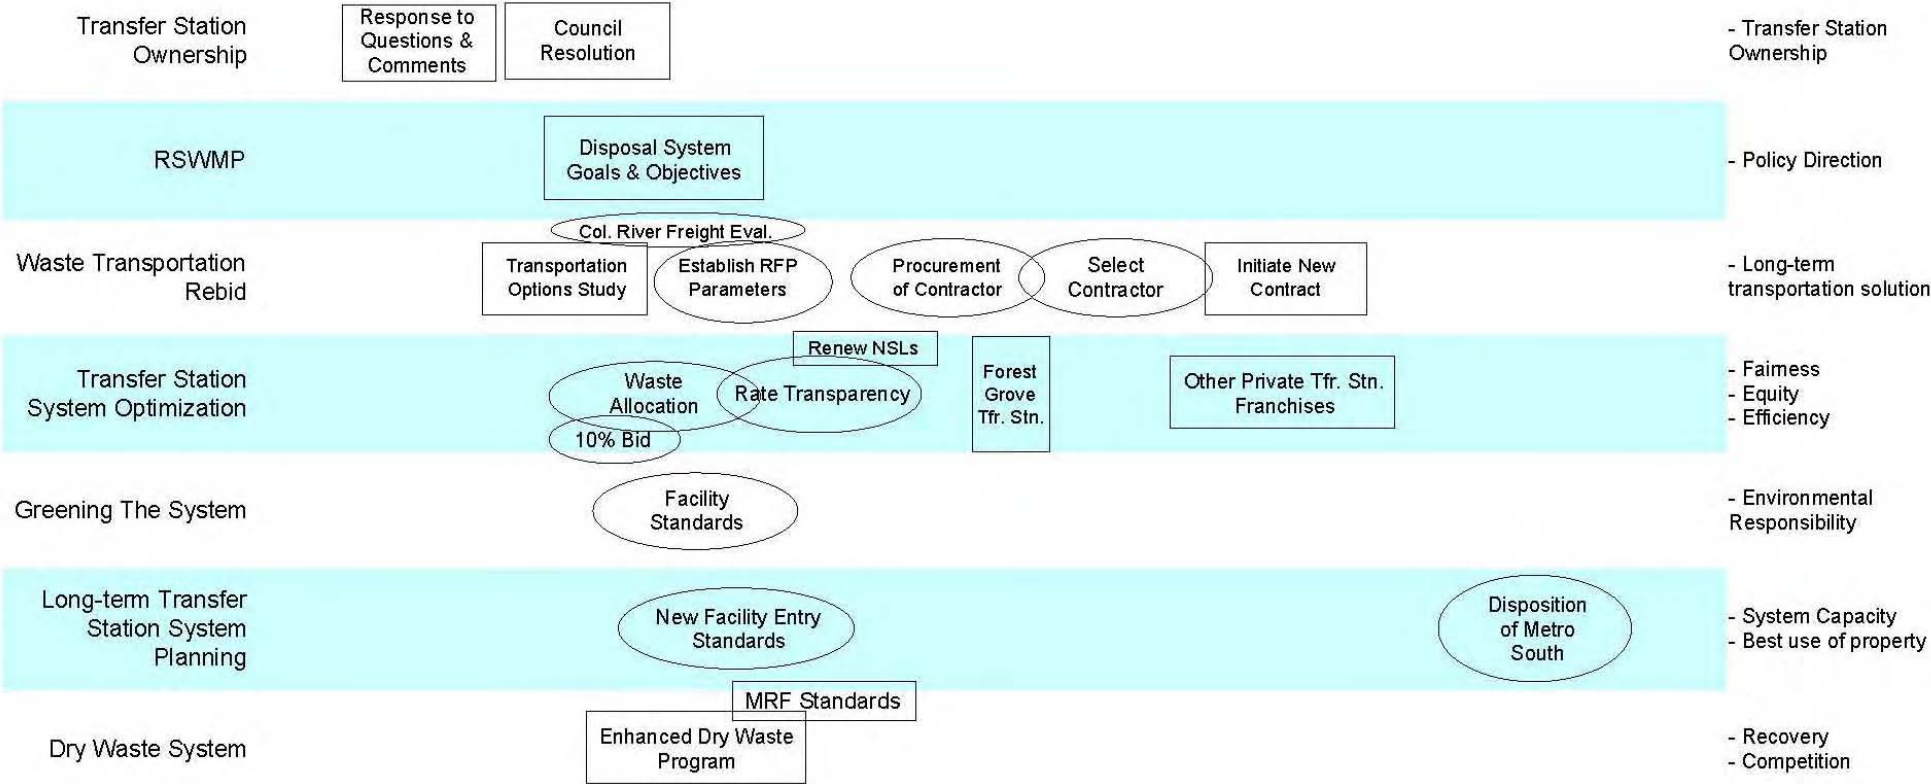 Transfer Station
Ownership
Response to
Questions &
Comments
Council
Resolution
- Transfer Station
Ownership
RSWMP
Disposal System
Goals & Objectives
- Policy Direction
Waste Transportation
Rebid
Col. River Freight Eval.
Transportation
Options Study
Establish RFP
Parameters
Procurement
of Contractor
Select
Contractor
Initiate New
Contract
- Long-term
transportation solution
Transfer Station
System Optimization
Waste
Allocation
10% Bid
Renew NSLs
Rate Transparency
Forest
Grove
Tfr. Stn.
Other Private Tfr. Stn.
Franchises
- Fairness
- Equity
- Efficiency
Greening The System
Facility
Standards
- Environmental
Responsibility
Long-term Transfer
Station System
Planning
New Facility Entry
Standards
Disposition
of Metro
South
- System Capacity
- Best use of property
Dry Waste System
MRF Standards
Enhanced Dry Waste
Program
- Recovery
- Competition